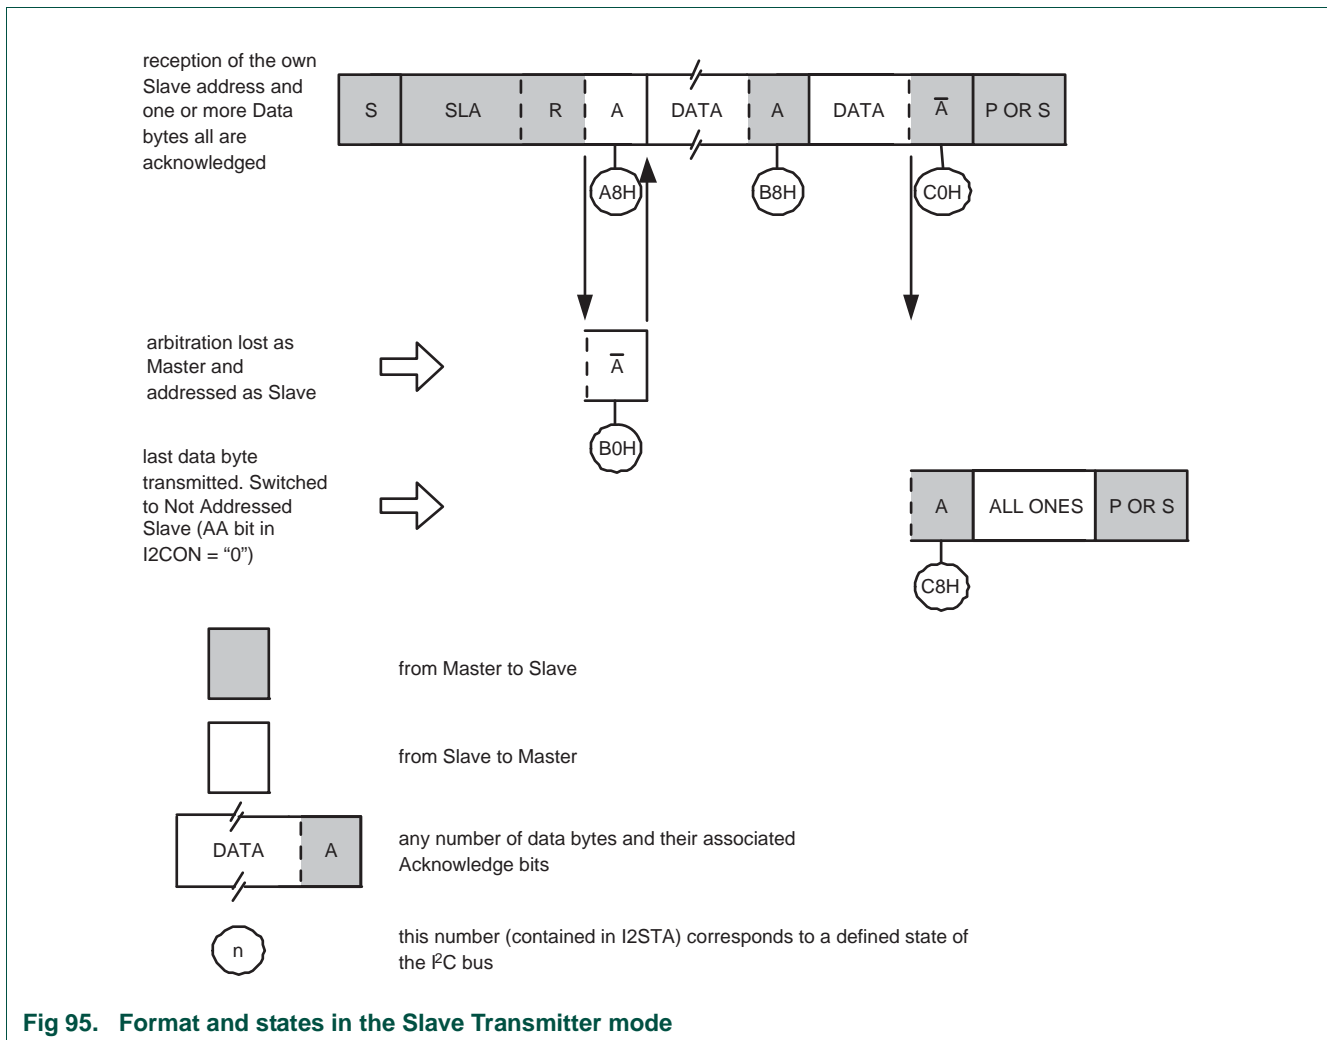 reception of the own
Slave address and
one or more Data
bytes all are
acknowledged
S SLA R A DATA A DATA A̅ P OR S
A8H B8H C0H
arbitration lost as
Master and
addressed as Slave
A̅
B0H
last data byte
transmitted. Switched
to Not Addressed
Slave (AA bit in
I2CON = “0”)
A ALL ONES P OR S
C8H
from Master to Slave
from Slave to Master
DATA A
any number of data bytes and their associated
Acknowledge bits
n
this number (contained in I2STA) corresponds to a defined state of
the I²C bus
Fig 95. Format and states in the Slave Transmitter mode